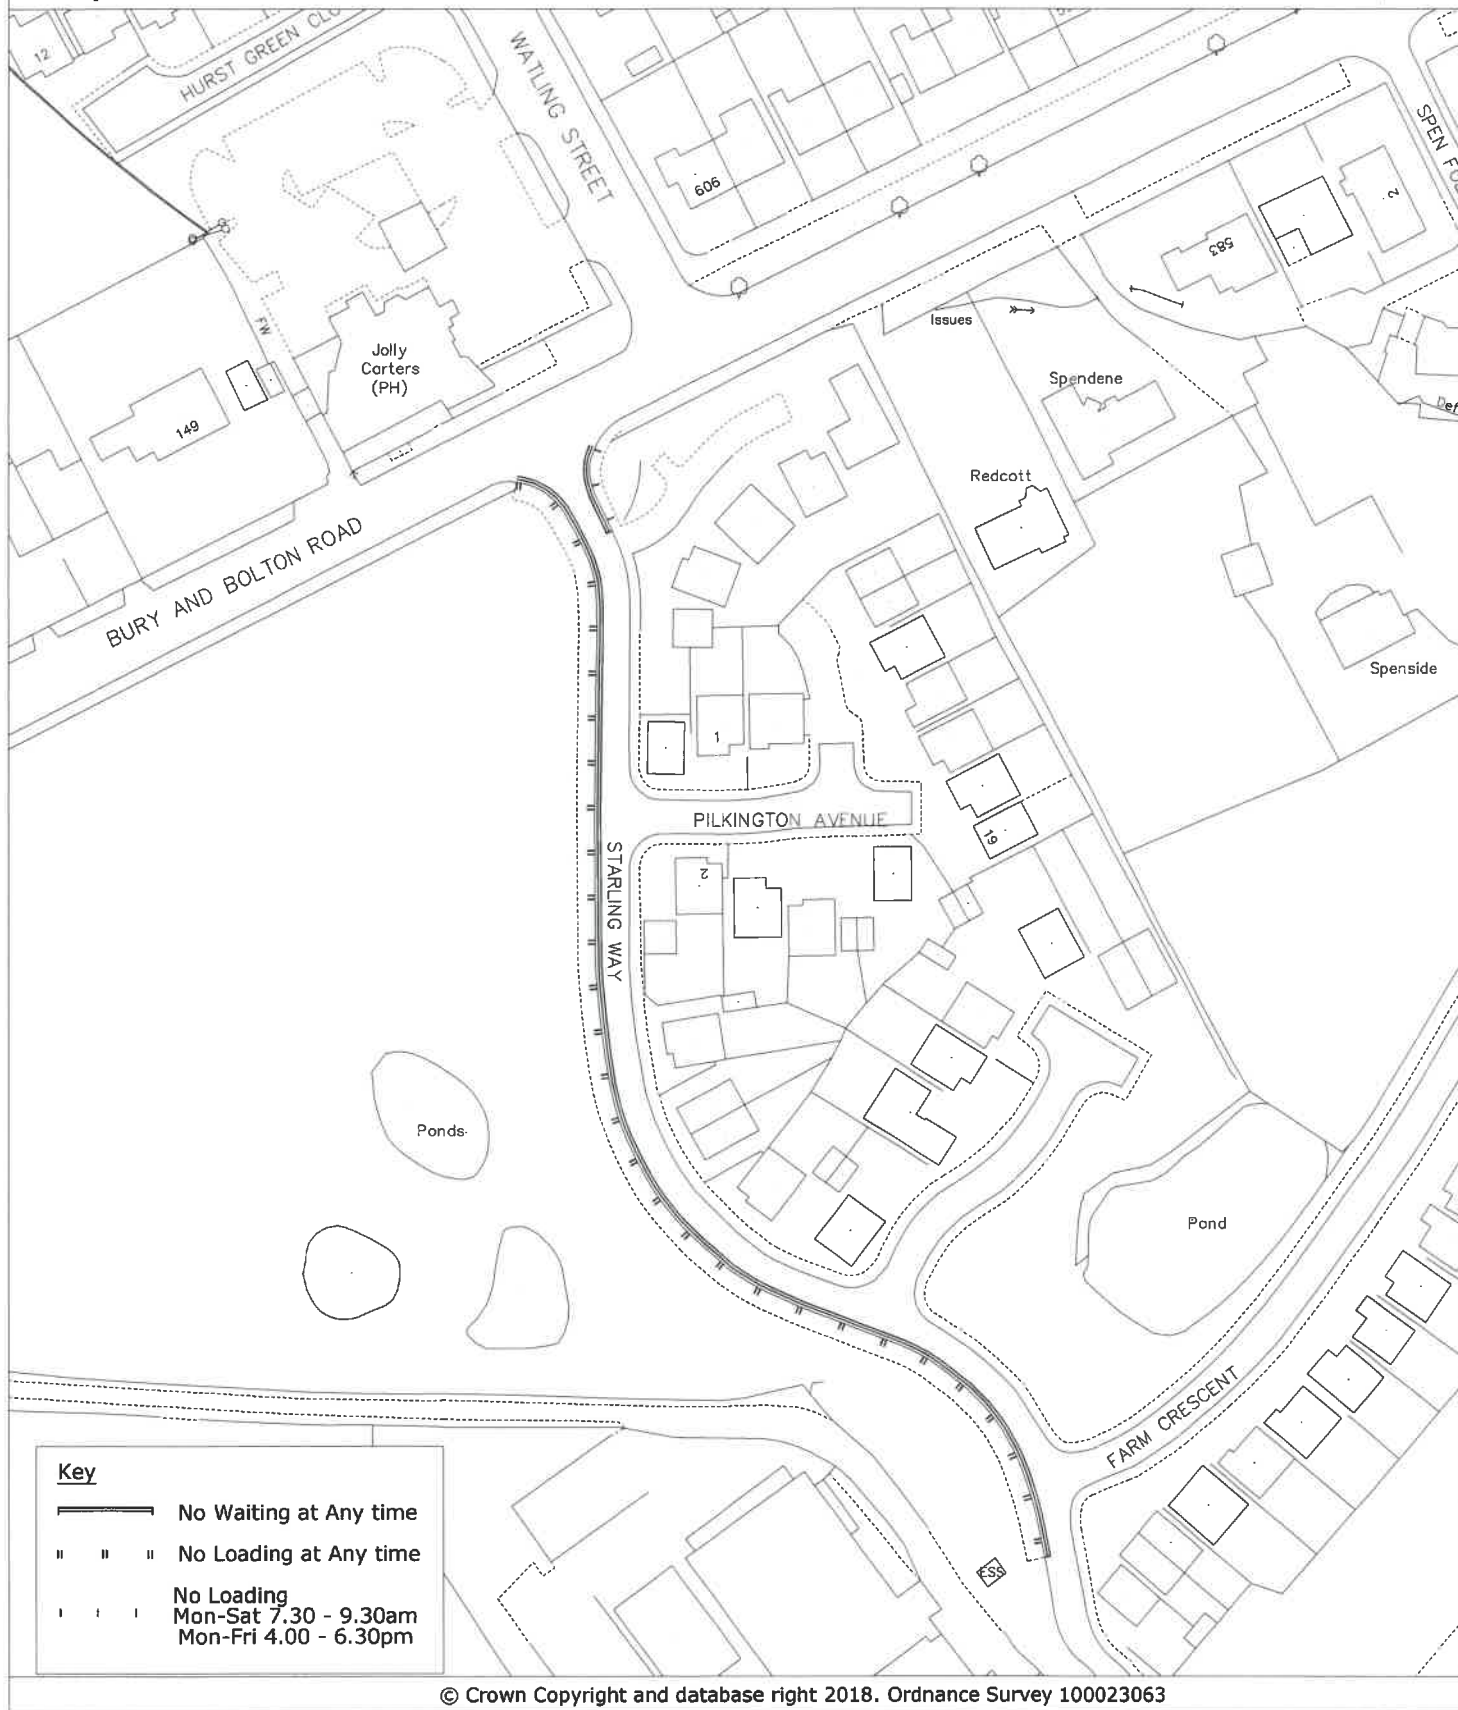 12
HURST GREEN
WATLING STREET
606
583
2
FW
Jolly
Carters
(PH)
149
Issues
Spendene
Redcott
BURY AND BOLTON ROAD
Spenside
1
PILKINGTON AVENUE
19
2
STARLING WAY
Ponds
Pond
FARM CRESCENT
ESS
Key
No Waiting at Any time
No Loading at Any time
No Loading
Mon-Sat 7.30 - 9.30am
Mon-Fri 4.00 - 6.30pm
© Crown Copyright and database right 2018. Ordnance Survey 100023063